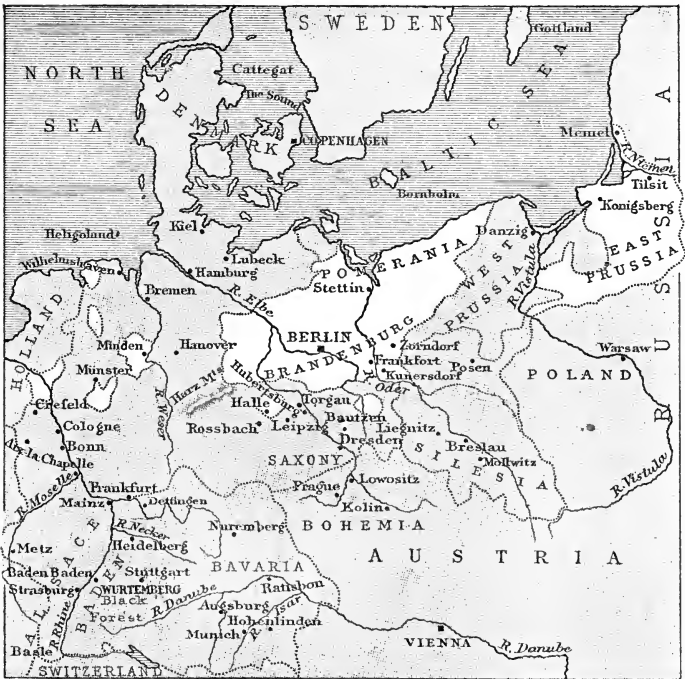 SWEDEN
Gottland
NORTH
SEA
Cattegat
The Sound
DENMARK
COPENHAGEN
BALTIC SEA
Bornholm
Memel
R. Niemen
Tilsit
Konigsberg
RUSSIA
EAST
PRUSSIA
Heligoland
Kiel
Danzig
Wilhelmshaven
Lubeck
Hamburg
POMERANIA
Stettin
WEST
PRUSSIA
R. Vistula
Bremen
R. Elbe
HOLLAND
BERLIN
BRANDENBURG
Zorndorf
Frankfort
Kunersdorf
Posen
Warsaw
POLAND
Minden
Hanover
Münster
R. Weser
Harz Mts
Hubertsburg
R. Oder
Halle
Torgau
Crefeld
Rossbach
Leipzig
Bautzen
Dresden
Liegnitz
Cologne
Bonn
Breslau
Mollwitz
SILESIA
Aix la Chapelle
SAXONY
R. Vistula
R. Moselle
Frankfurt
Mainz
Dettingen
Prague
Lowositz
Kolin
R. Necker
Nuremberg
BOHEMIA
Metz
Heidelberg
AUSTRIA
Baden Baden
Stuttgart
BAVARIA
Strasburg
WURTEMBERG
Ratisbon
Black
Forest
R. Danube
ALSACE
BADEN
R. Rhine
Augsburg
Hohenlinden
R. Isar
Munich
VIENNA
R. Danube
Basle
SWITZERLAND